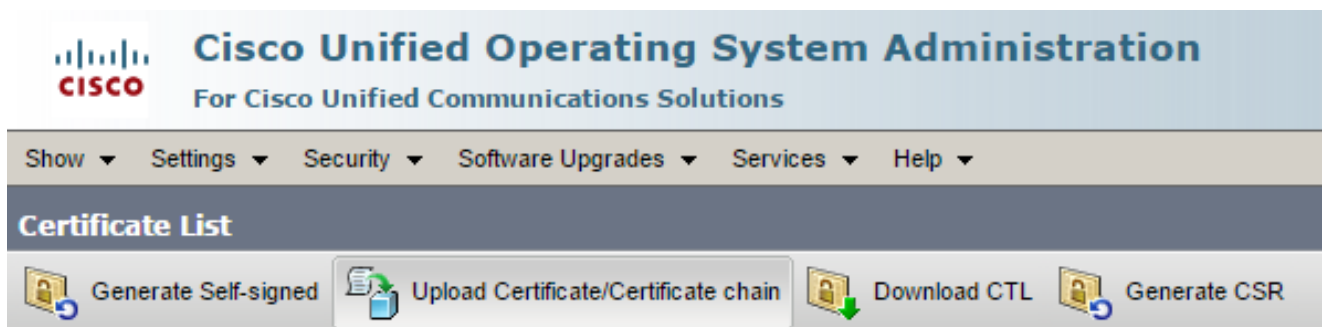 CISCO
Cisco Unified Operating System Administration
For Cisco Unified Communications Solutions
Show Settings Security Software Upgrades Services Help
Certificate List
Generate Self-signed Upload Certificate/Certificate chain Download CTL Generate CSR